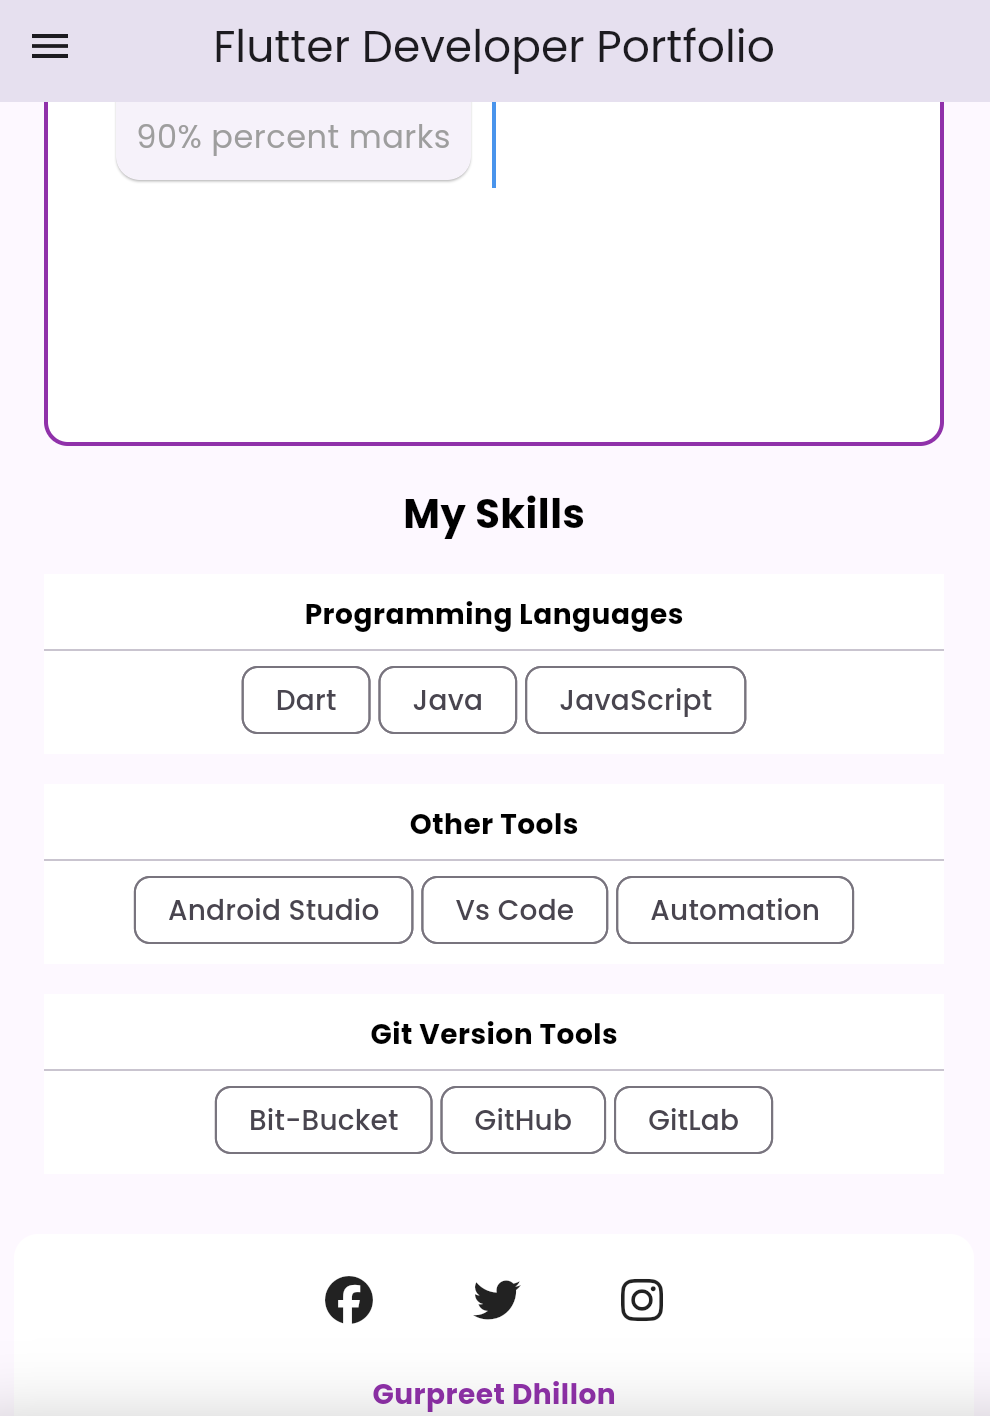 Flutter Developer Portfolio
90% percent marks
My Skills
Programming Languages
Dart Java JavaScript
Other Tools
Android Studio Vs Code Automation
Git Version Tools
Bit-Bucket GitHub GitLab
Gurpreet Dhillon